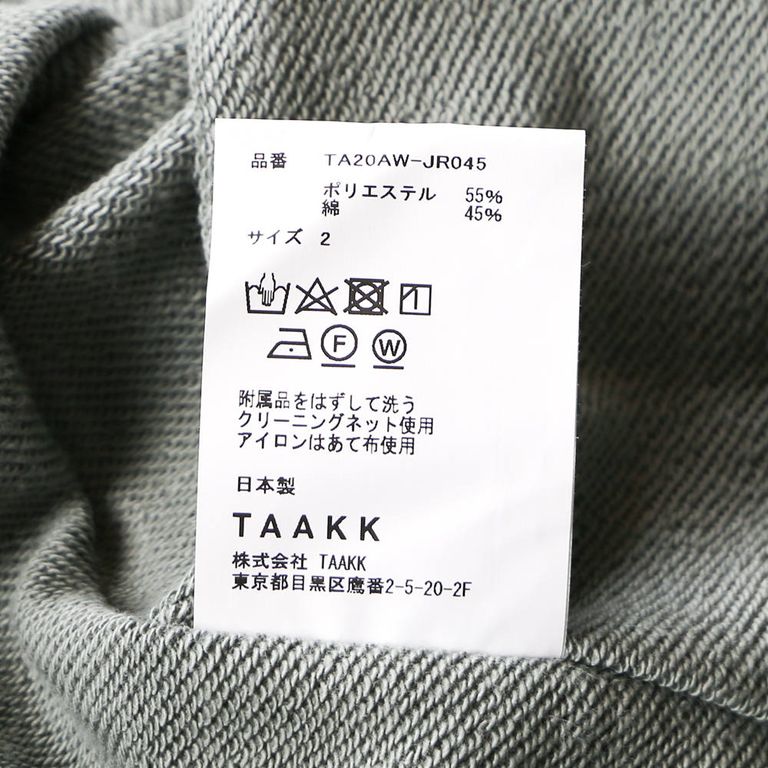 品番 TA20AW-JR045
ポリエステル 55%
綿 45%
サイズ 2
F W
附属品をはずして洗う
クリーニングネット使用
アイロンはあて布使用
日本製
TAAKK
株式会社 TAAKK
東京都目黒区鷹番2-5-20-2F